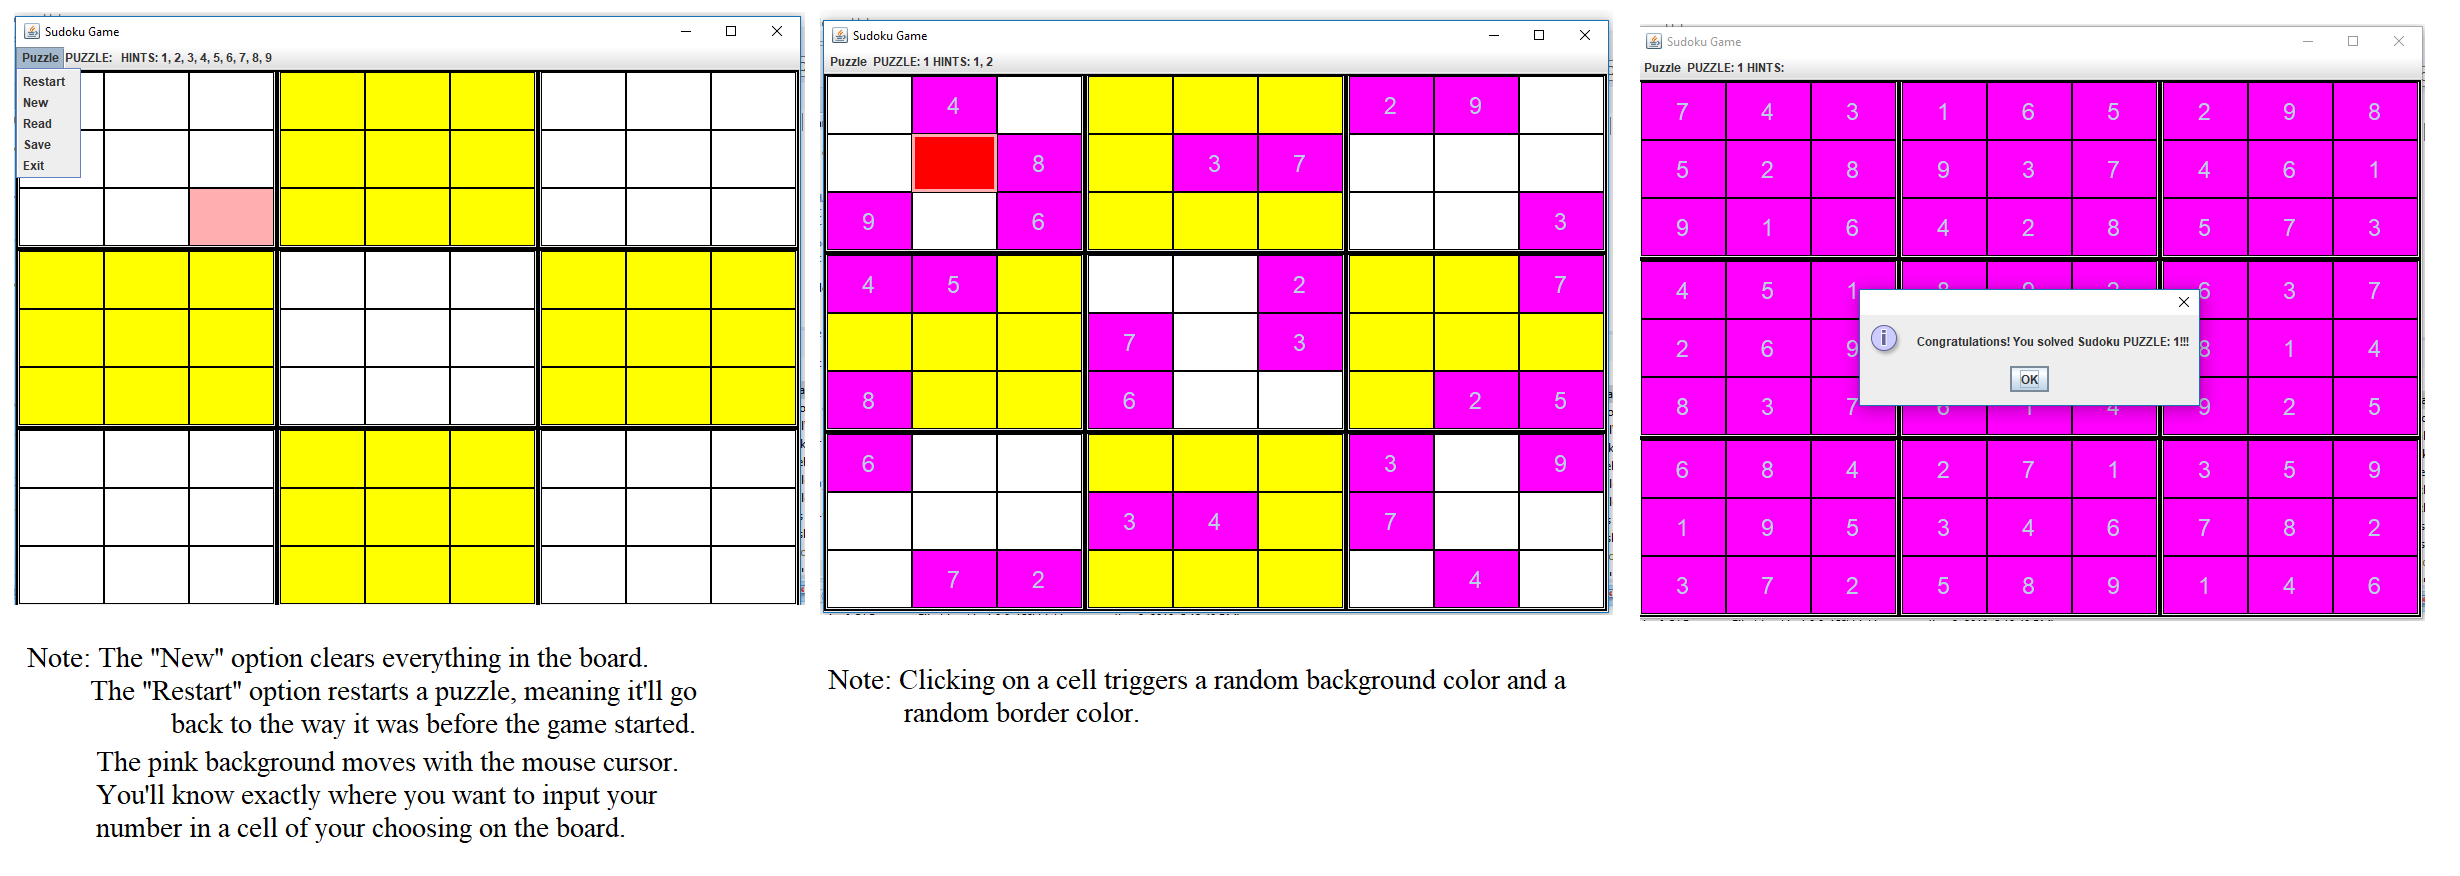 Sudoku Game
Puzzle PUZZLE: HINTS: 1, 2, 3, 4, 5, 6, 7, 8, 9
Restart
New
Read
Save
Exit
Note: The "New" option clears everything in the board.
The "Restart" option restarts a puzzle, meaning it'll go
back to the way it was before the game started.
The pink background moves with the mouse cursor.
You'll know exactly where you want to input your
number in a cell of your choosing on the board.
Sudoku Game
Puzzle PUZZLE: 1 HINTS: 1, 2
4 2 9
8 3 7
9 6 3
4 5 2 7
7 3
8 6 2 5
6 3 9
3 4 7
7 2 4
Note: Clicking on a cell triggers a random background color and a
random border color.
Sudoku Game
Puzzle PUZZLE: 1 HINTS:
7 4 3 1 6 5 2 9 8
5 2 8 9 3 7 4 6 1
9 1 6 4 2 8 5 7 3
4 5 1 6 3 7
2 6 9 8 1 4
8 3 7 9 2 5
Congratulations! You solved Sudoku PUZZLE: 1!!!
OK
6 8 4 2 7 1 3 5 9
1 9 5 3 4 6 7 8 2
3 7 2 5 8 9 1 4 6